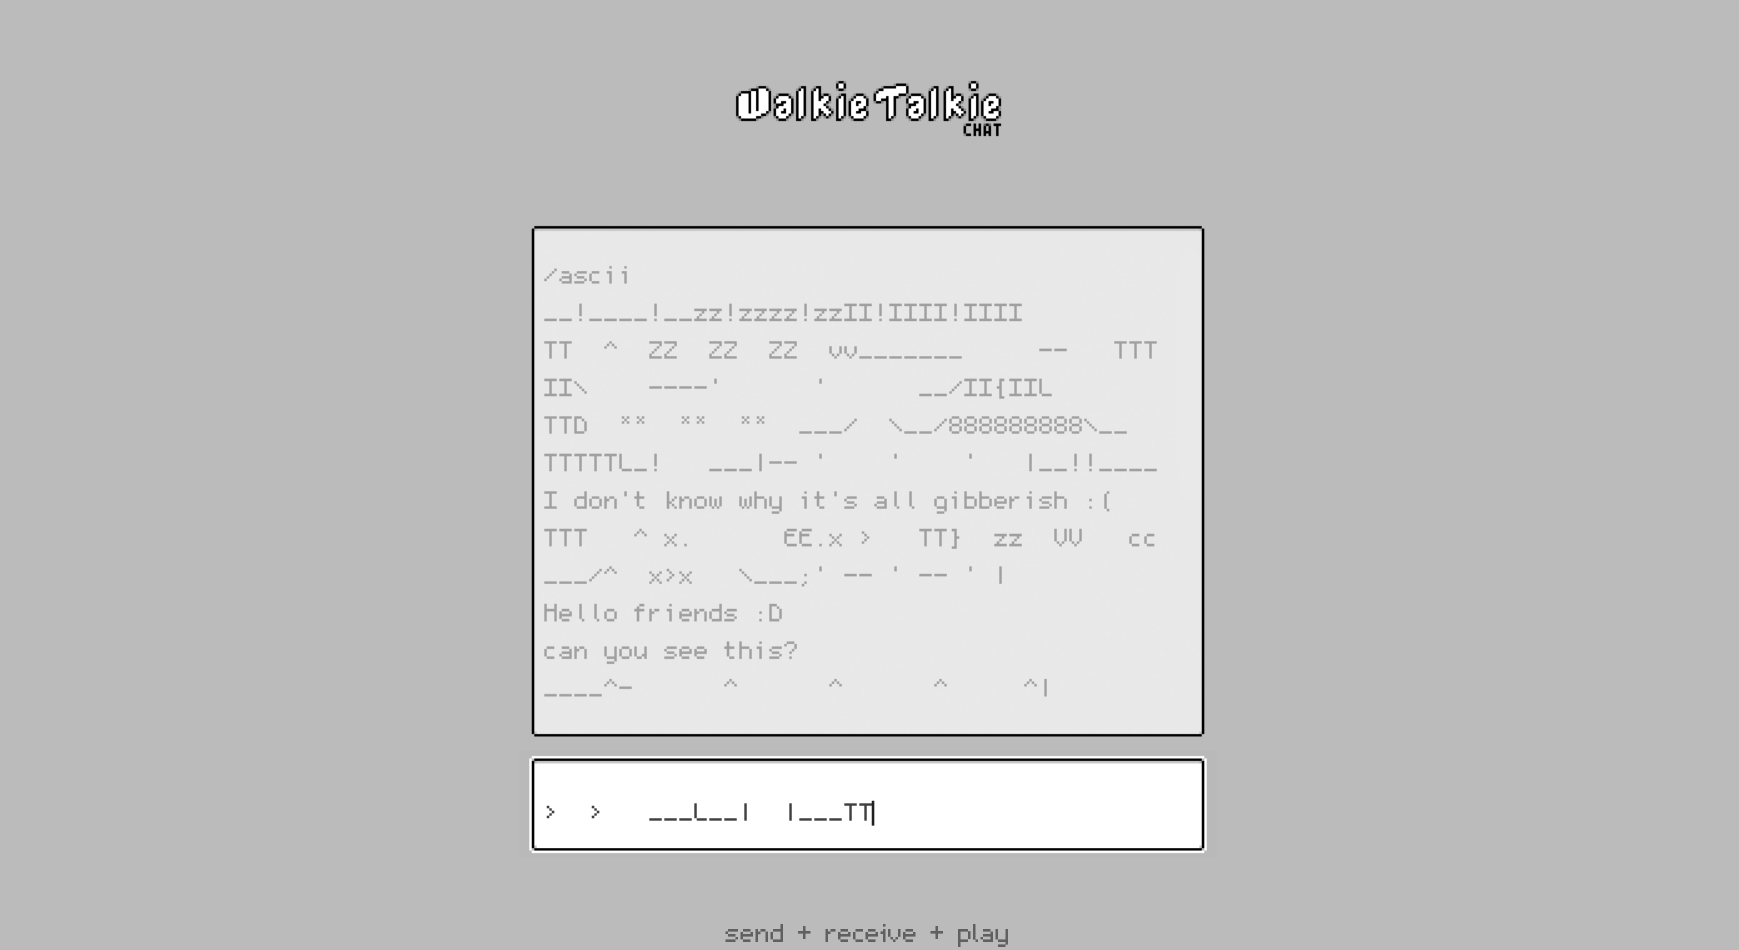 Walkie Talkie
CHAT
/ascii
__!____!__zz!zzzz!zzII!IIII!IIII
TT  ^  ZZ  ZZ  ZZ  vv_______     --   TTT
II\    ----'      '      __/II{IIL
TTD  **  **  **  ___/  \__/888888888\__
TTTTTL_!   ___|-- '    '    '   |__!!____
I don't know why it's all gibberish :(
TTT   ^ x.      EE.x >   TT}  zz  VV   cc
___/^  x>x   \___;' -- ' -- ' |
Hello friends :D
can you see this?
____^-      ^      ^      ^     ^|
>  >   ___L__|  |___TT
send + receive + play